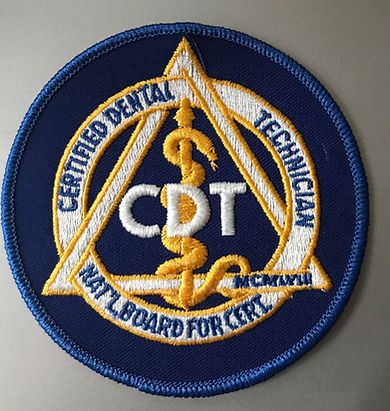 CERTIFIED DENTAL TECHNICIAN
CDT
MCMLVIII
NAT'L.BOARD FOR CERT.